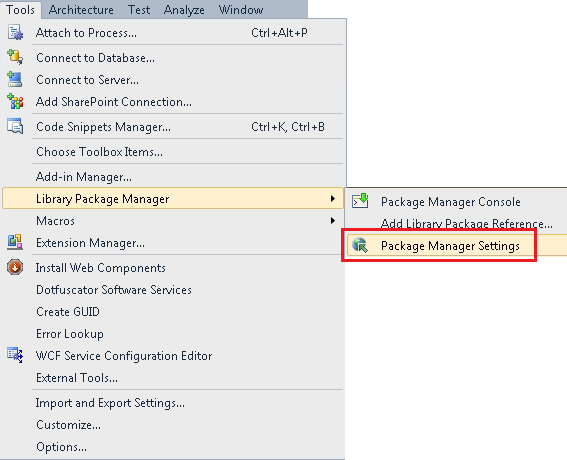 Tools Architecture Test Analyze Window
Attach to Process... Ctrl+Alt+P
Connect to Database...
Connect to Server...
Add SharePoint Connection...
Code Snippets Manager... Ctrl+K, Ctrl+B
Choose Toolbox Items...
Add-in Manager...
Library Package Manager
Package Manager Console
Add Library Package Reference...
Package Manager Settings
Macros
Extension Manager...
Install Web Components
Dotfuscator Software Services
Create GUID
Error Lookup
WCF Service Configuration Editor
External Tools...
Import and Export Settings...
Customize...
Options...